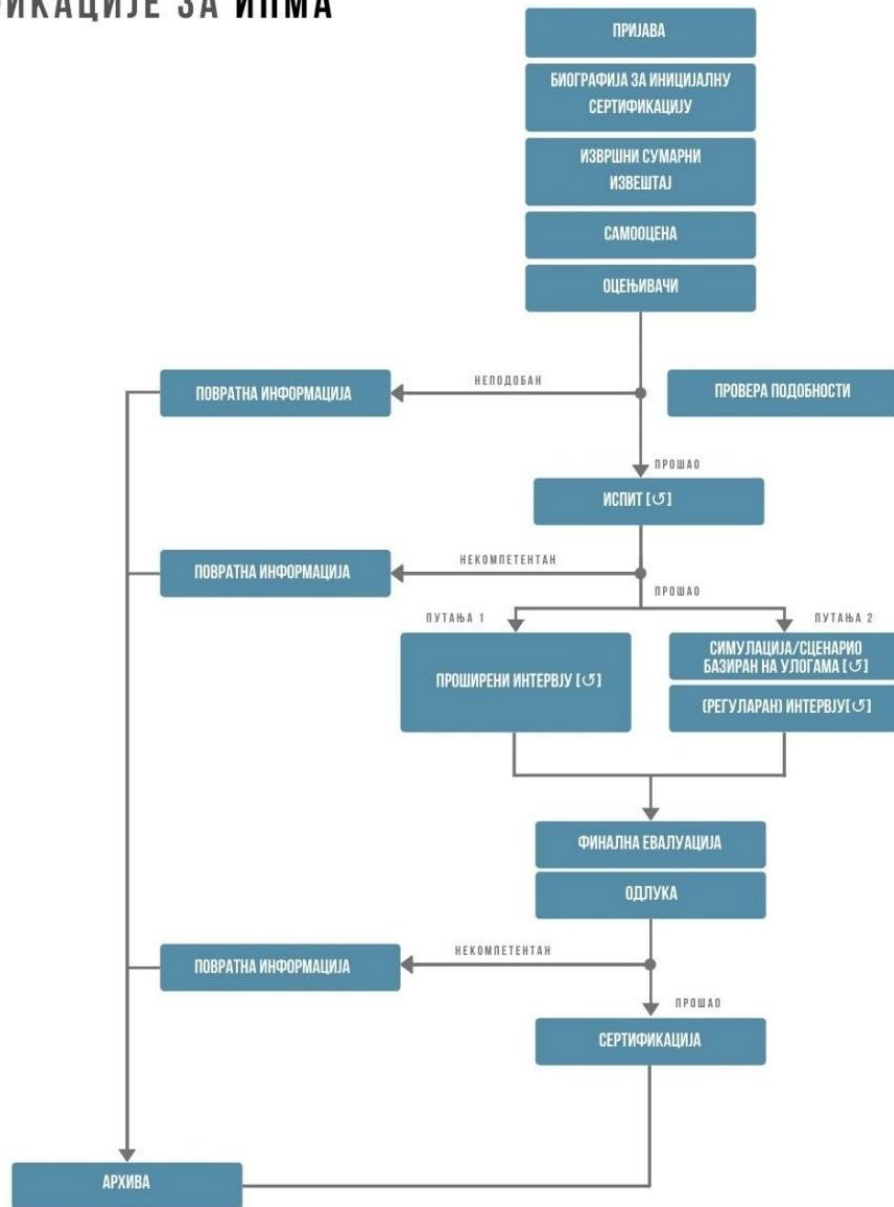 ФИКАЦИЈЕ ЗА ИПМА
ПРИЈАВА
БИОГРАФИЈА ЗА ИНИЦИЈАЛНУ
СЕРТИФИКАЦИЈУ
ИЗВРШНИ СУМАРНИ
ИЗВЕШТАЈ
САМООЦЕНА
ОЦЕЊИВАЧИ
НЕПОДОБАН
ПОВРАТНА ИНФОРМАЦИЈА
ПРОВЕРА ПОДОБНОСТИ
ПРОШАО
ИСПИТ [↺]
НЕКОМПЕТЕНТАН
ПОВРАТНА ИНФОРМАЦИЈА
ПРОШАО
ПУТАЊА 1
ПУТАЊА 2
ПРОШИРЕНИ ИНТЕРВЈУ [↺]
СИМУЛАЦИЈА/СЦЕНАРИО
БАЗИРАН НА УЛОГАМА [↺]
(РЕГУЛАРАН) ИНТЕРВЈУ[↺]
ФИНАЛНА ЕВАЛУАЦИЈА
ОДЛУКА
НЕКОМПЕТЕНТАН
ПОВРАТНА ИНФОРМАЦИЈА
ПРОШАО
СЕРТИФИКАЦИЈА
АРХИВА